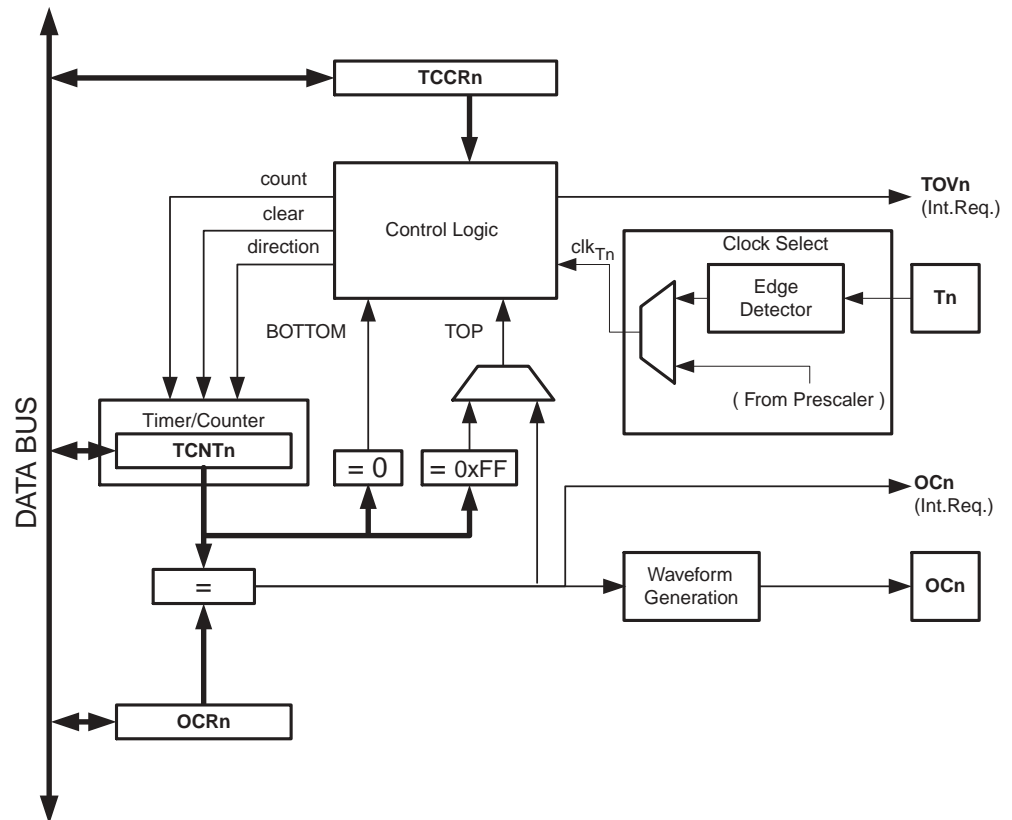 TCCRn
count
clear
direction
Control Logic
TOVn
(Int.Req.)
Clock Select
clkTn
Edge
Detector
Tn
BOTTOM
TOP
( From Prescaler )
DATA BUS
Timer/Counter
TCNTn
= 0
= 0xFF
OCn
(Int.Req.)
=
Waveform
Generation
OCn
OCRn